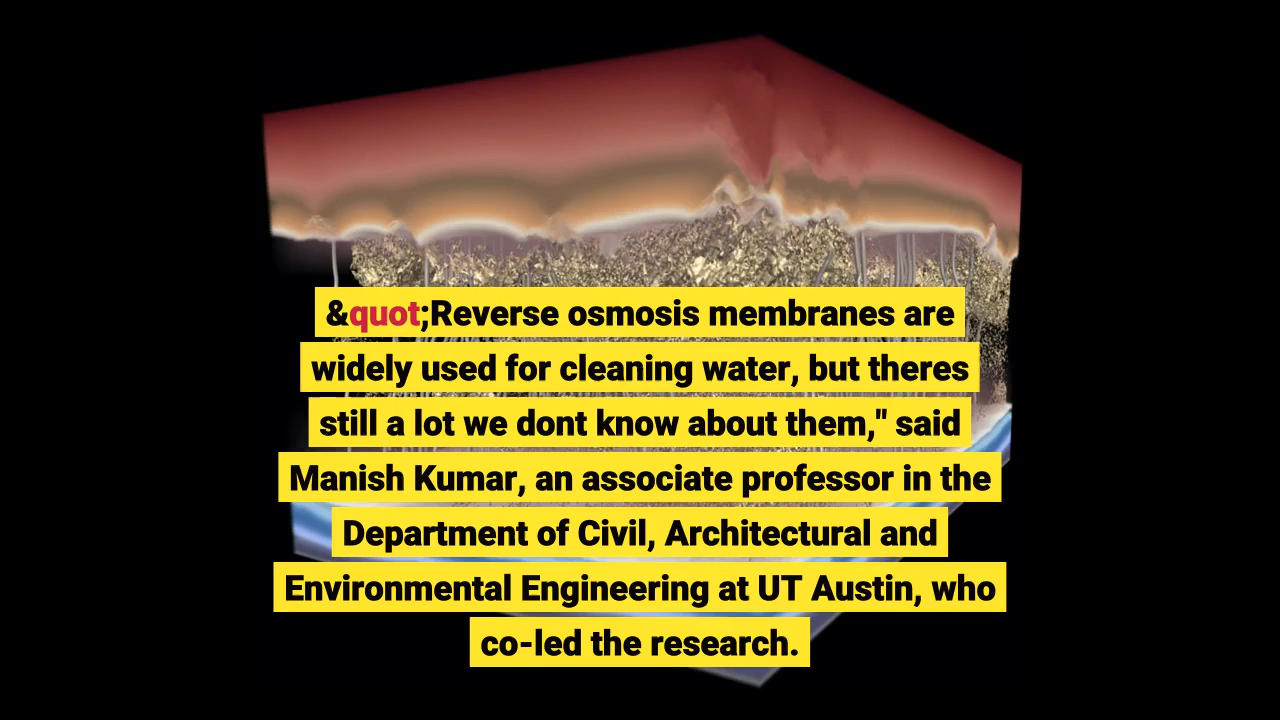 &quot;Reverse osmosis membranes are
widely used for cleaning water, but theres
still a lot we dont know about them," said
Manish Kumar, an associate professor in the
Department of Civil, Architectural and
Environmental Engineering at UT Austin, who
co-led the research.